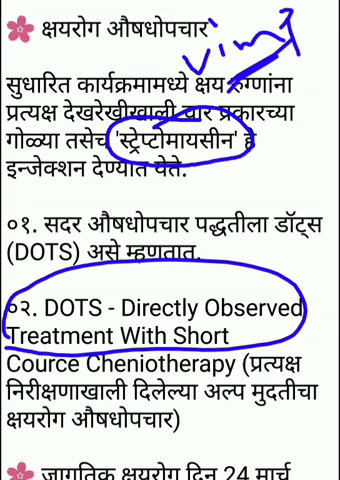 क्षयरोग औषधोपचार
सुधारित कार्यक्रमामध्ये क्षय रुग्णांना
प्रत्यक्ष देखरेखीखाली चार प्रकारच्या
गोळ्या तसेच 'स्ट्रेप्टोमायसीन' हे
इन्जेक्शन देण्यात येते.
०१. सदर औषधोपचार पद्धतीला डॉट्स
(DOTS) असे म्हणतात.
०२. DOTS - Directly Observed
Treatment With Short
Cource Cheniotherapy (प्रत्यक्ष
निरीक्षणाखाली दिलेल्या अल्प मुदतीचा
क्षयरोग औषधोपचार)
जागतिक क्षयरोग दिन 24 मार्च